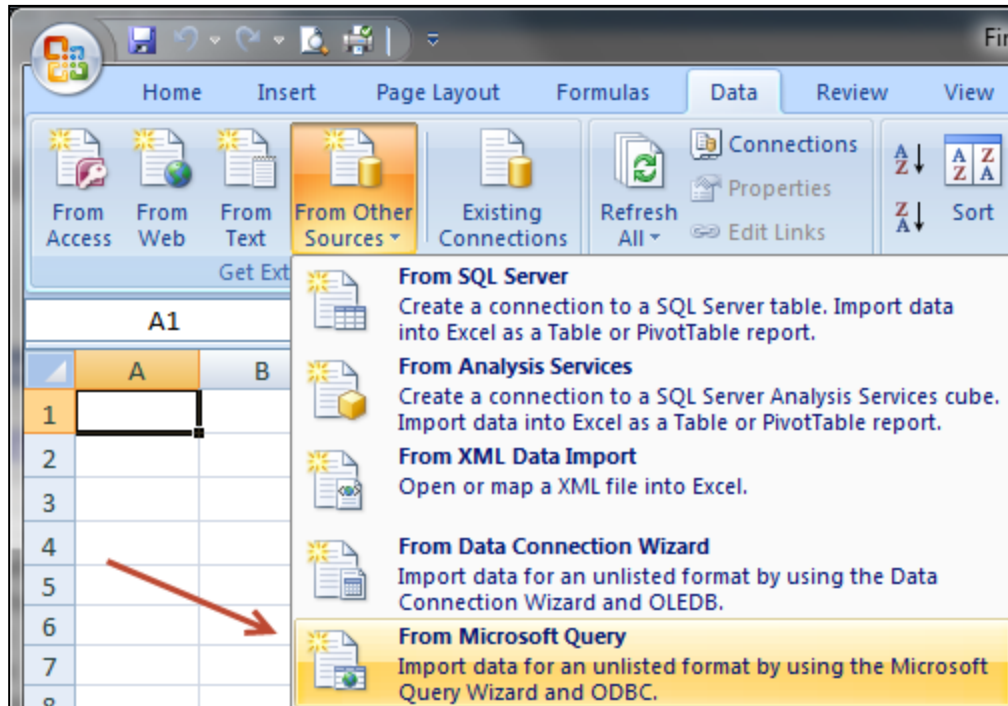 Fin
Home Insert Page Layout Formulas Data Review View
From Access
From Web
From Text
From Other Sources
Existing Connections
Refresh All
Connections
Properties
Edit Links
A Z
Z A
A Z
Z A
Sort
Get Ext
A1
A B
1
2
3
4
5
6
7
8
From SQL Server
Create a connection to a SQL Server table. Import data
into Excel as a Table or PivotTable report.
From Analysis Services
Create a connection to a SQL Server Analysis Services cube.
Import data into Excel as a Table or PivotTable report.
From XML Data Import
Open or map a XML file into Excel.
From Data Connection Wizard
Import data for an unlisted format by using the Data
Connection Wizard and OLEDB.
From Microsoft Query
Import data for an unlisted format by using the Microsoft
Query Wizard and ODBC.